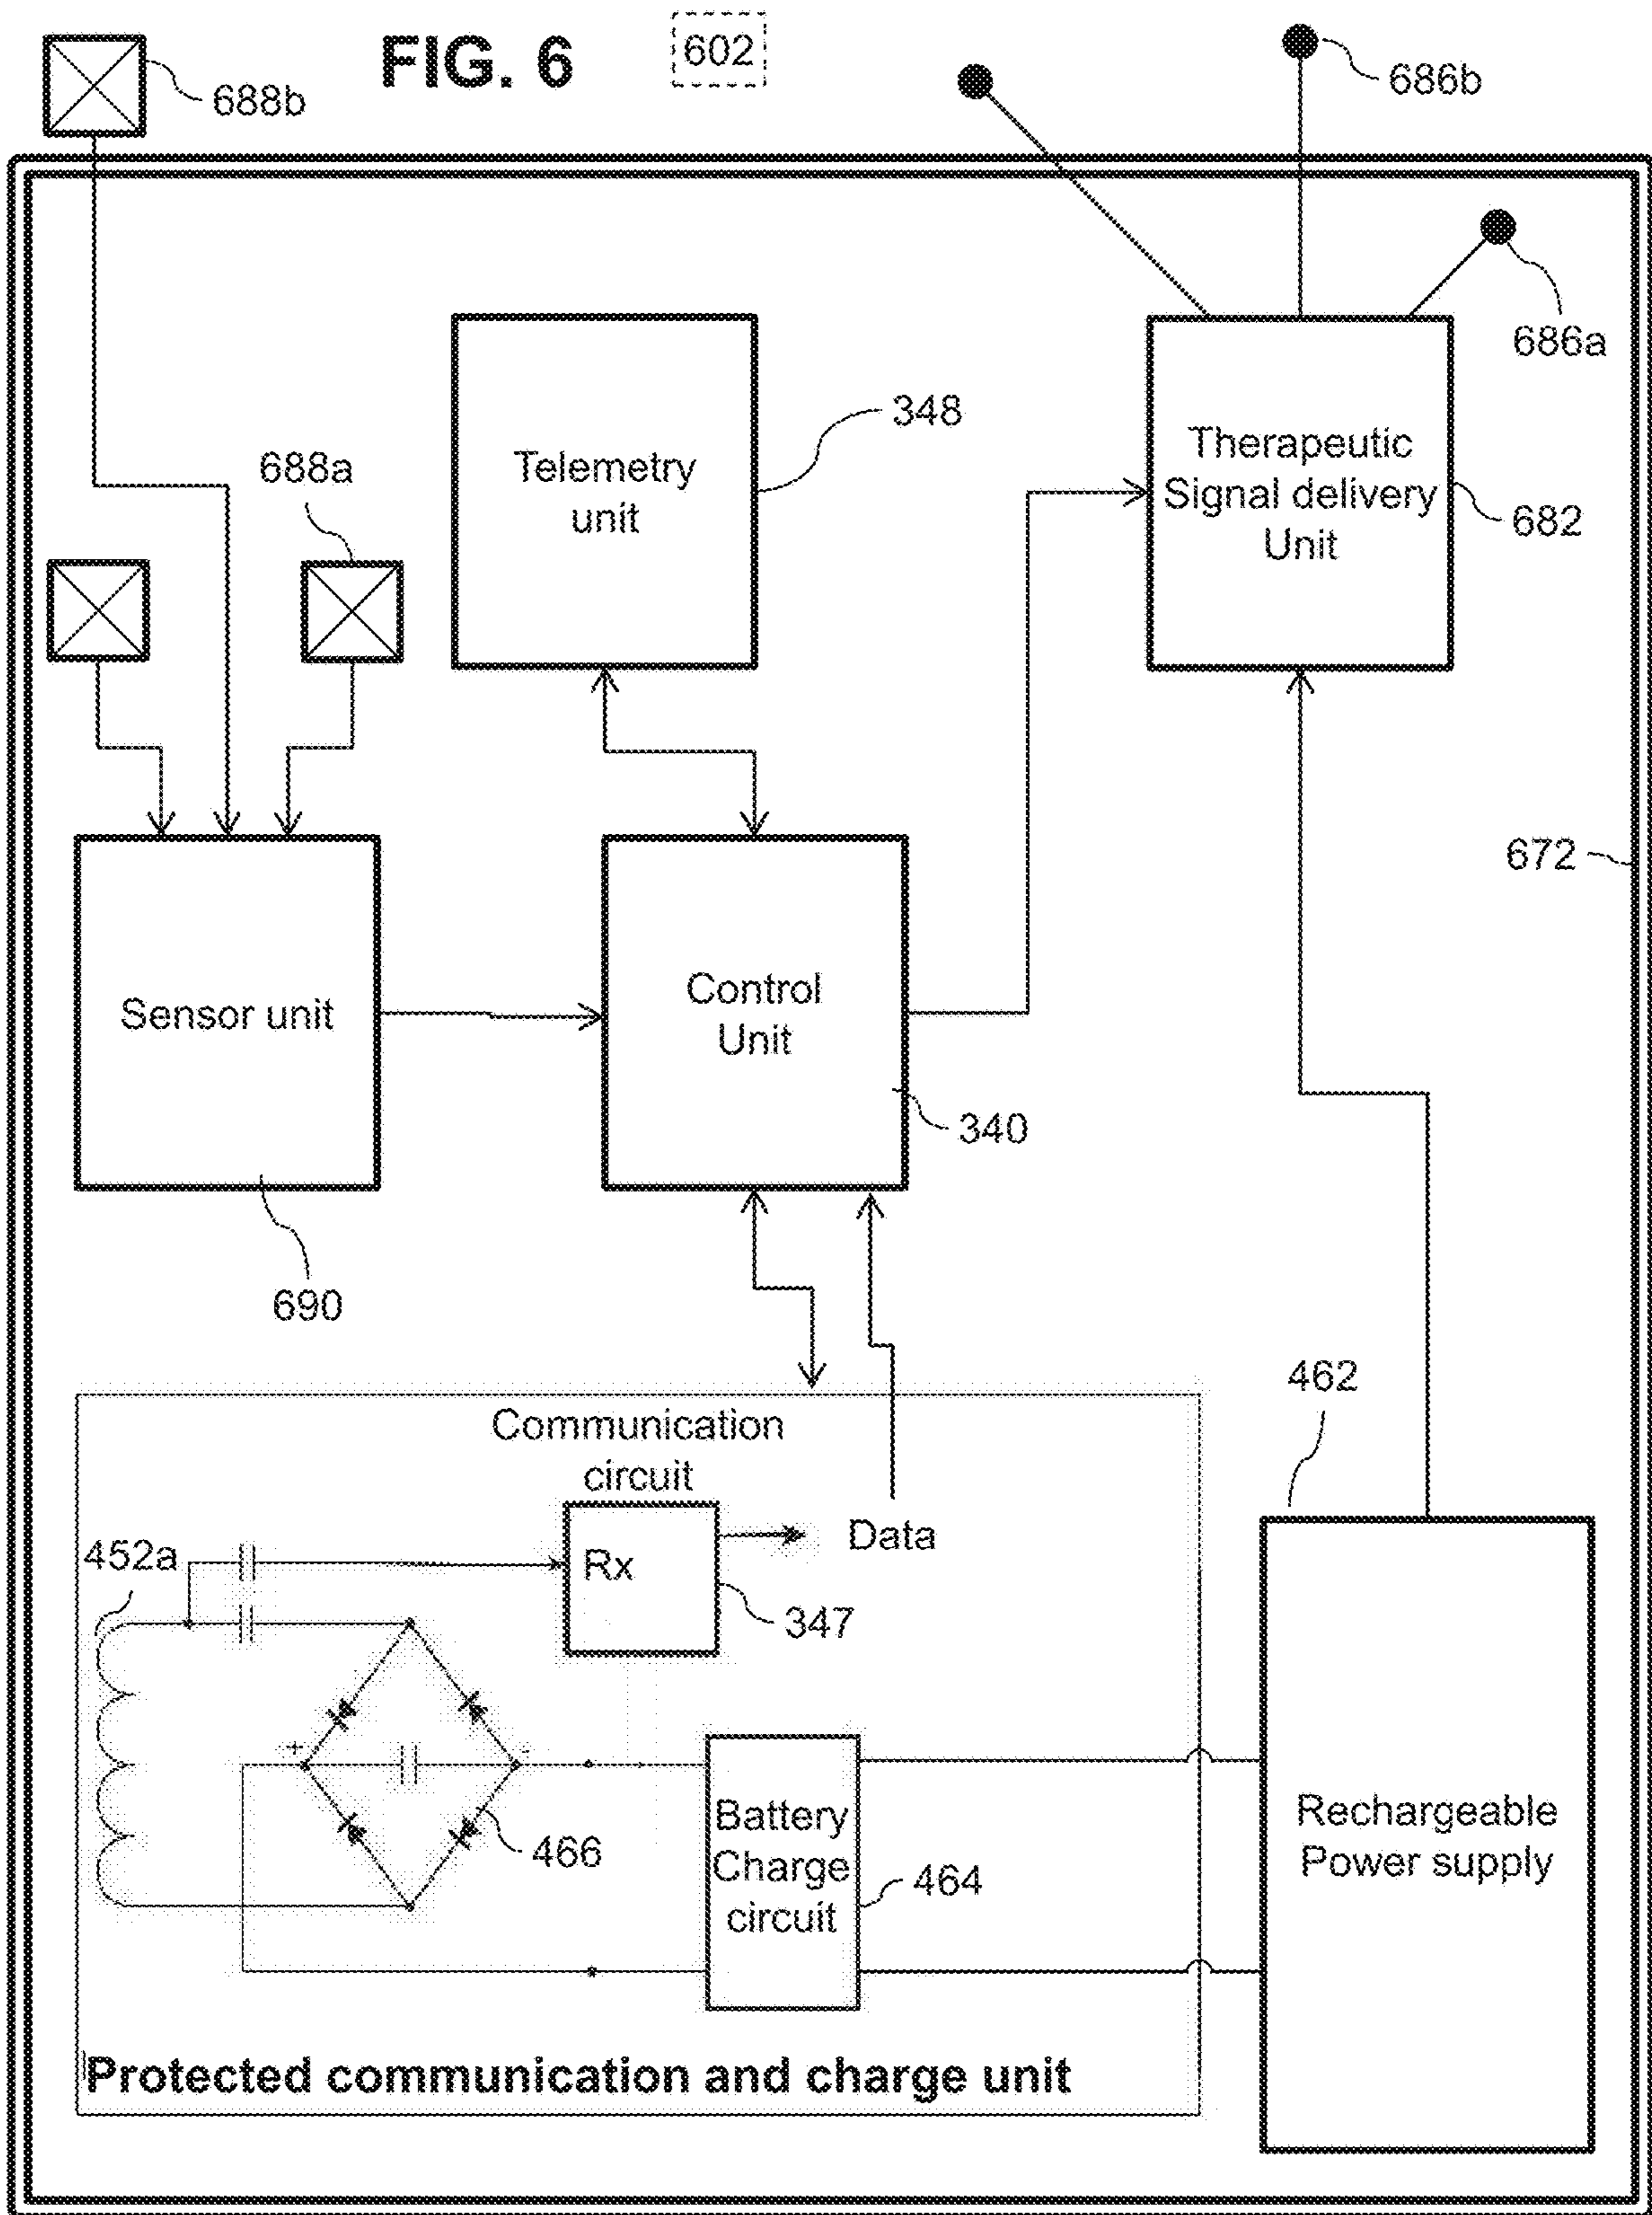 FIG. 6
602
688b
686b
686a
688a
Telemetry
unit
348
Therapeutic
Signal delivery
Unit
682
672
Sensor unit
690
Control
Unit
340
462
Communication
circuit
Rx
Data
347
452a
+
-
466
Battery
Charge
circuit
464
Rechargeable
Power supply
Protected communication and charge unit